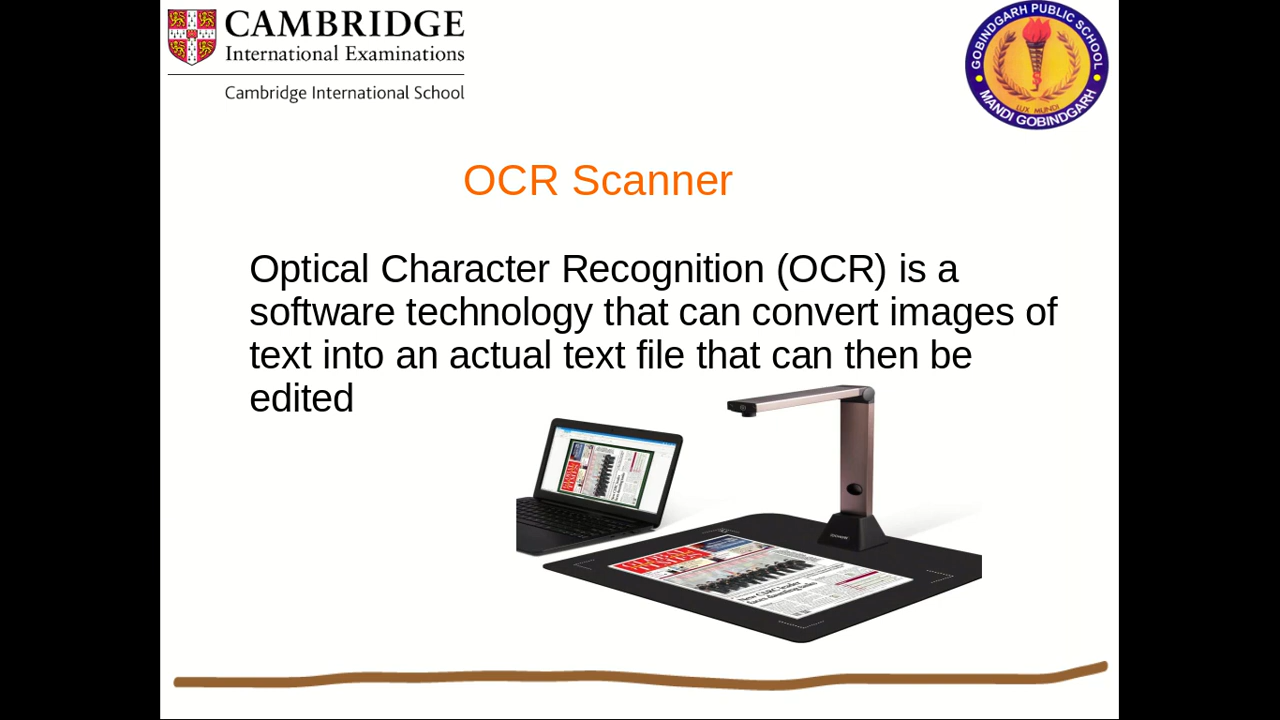 CAMBRIDGE
International Examinations
Cambridge International School
GOBINDGARH PUBLIC SCHOOL
LUX MUNDI
MANDI GOBINDGARH
OCR Scanner
Optical Character Recognition (OCR) is a
software technology that can convert images of
text into an actual text file that can then be
edited